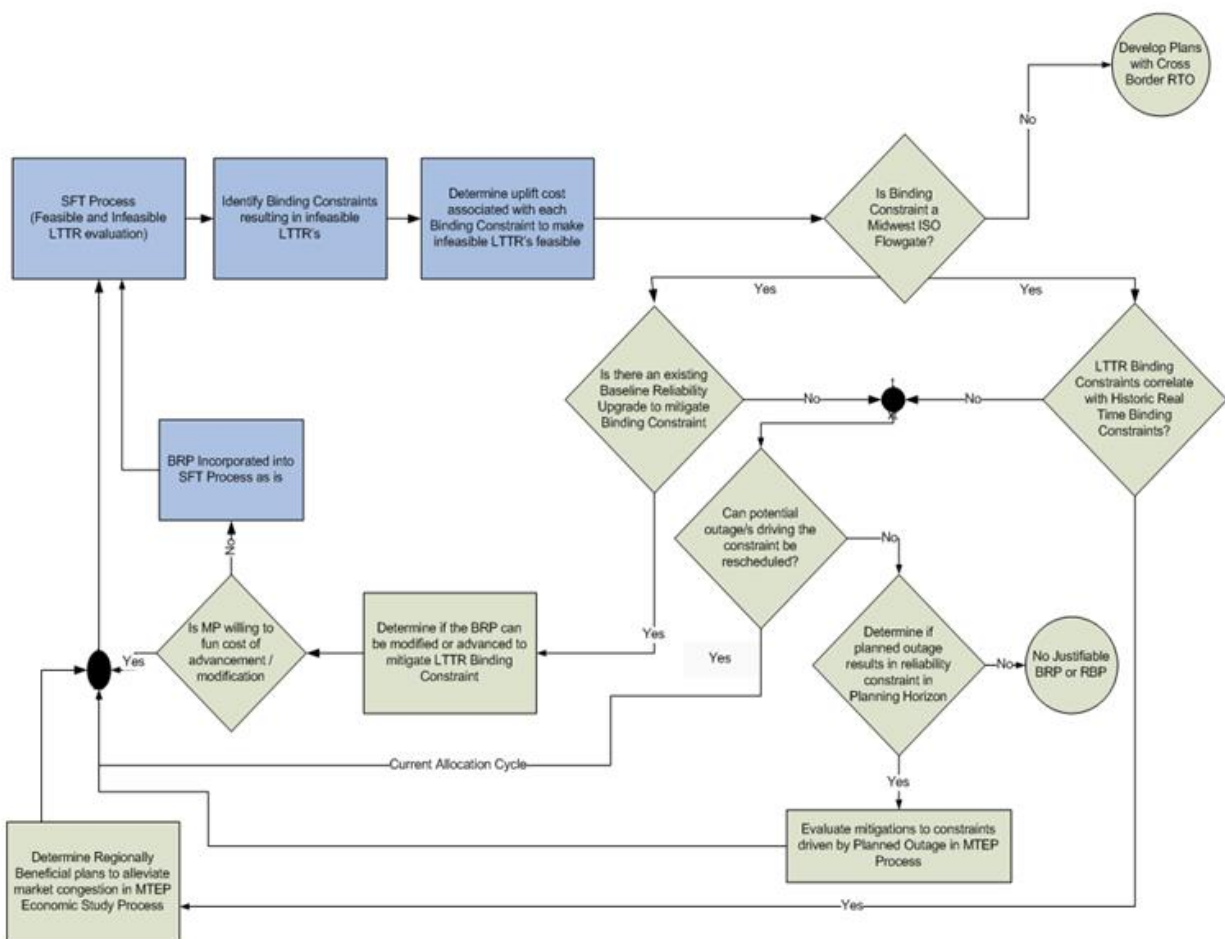 Develop Plans
with Cross
Border RTO
No
SFT Process
(Feasible and Infeasible
LTTR evaluation)
Identify Binding Constraints
resulting in infeasible
LTTR's
Determine uplift cost
associated with each
Binding Constraint to make
infeasible LTTR's feasible
Is Binding
Constraint a
Midwest ISO
Flowgate?
Yes
Yes
Is there an existing
Baseline Reliability
Upgrade to mitigate
Binding Constraint
No
No
LTTR Binding
Constraints correlate
with Historic Real
Time Binding
Constraints?
BRP Incorporated into
SFT Process as is
No
Can potential
outage/s driving the
constraint be
rescheduled?
No
Is MP willing to
fun cost of
advancement /
modification
Yes
Determine if the BRP can
be modified or advanced to
mitigate LTTR Binding
Constraint
Yes
Yes
Determine if
planned outage
results in reliability
constraint in
Planning Horizon
No
No Justifiable
BRP or RBP
Current Allocation Cycle
Yes
Evaluate mitigations to constraints
driven by Planned Outage in MTEP
Process
Determine Regionally
Beneficial plans to alleviate
market congestion in MTEP
Economic Study Process
Yes